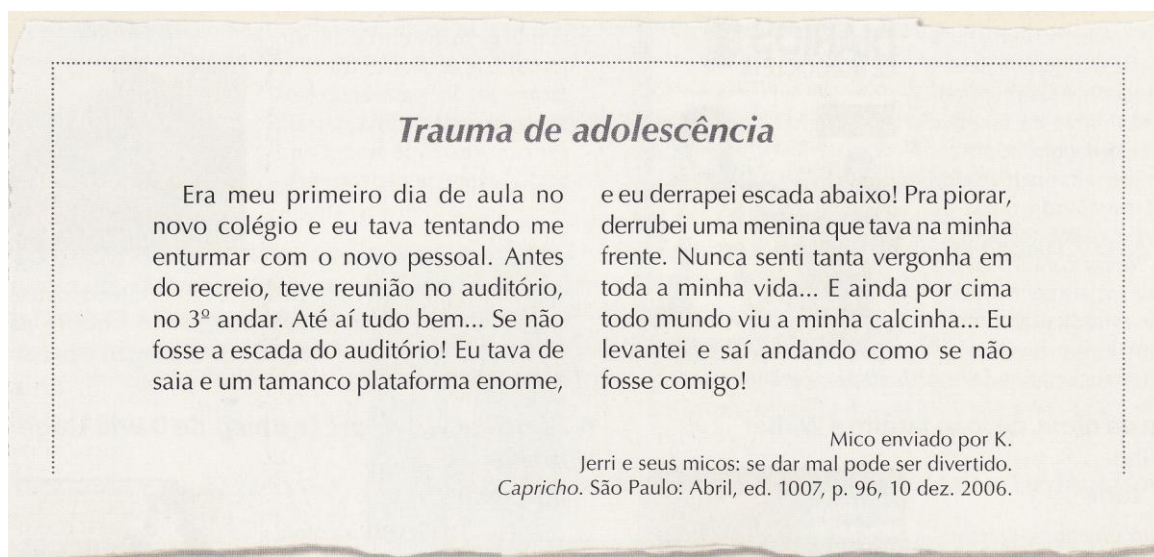 Trauma de adolescência
Era meu primeiro dia de aula no
novo colégio e eu tava tentando me
enturmar com o novo pessoal. Antes
do recreio, teve reunião no auditório,
no 3º andar. Até aí tudo bem... Se não
fosse a escada do auditório! Eu tava de
saia e um tamanco plataforma enorme,
e eu derrapei escada abaixo! Pra piorar,
derrubei uma menina que tava na minha
frente. Nunca senti tanta vergonha em
toda a minha vida... E ainda por cima
todo mundo viu a minha calcinha... Eu
levantei e saí andando como se não
fosse comigo!
Mico enviado por K.
Jerri e seus micos: se dar mal pode ser divertido.
Capricho. São Paulo: Abril, ed. 1007, p. 96, 10 dez. 2006.